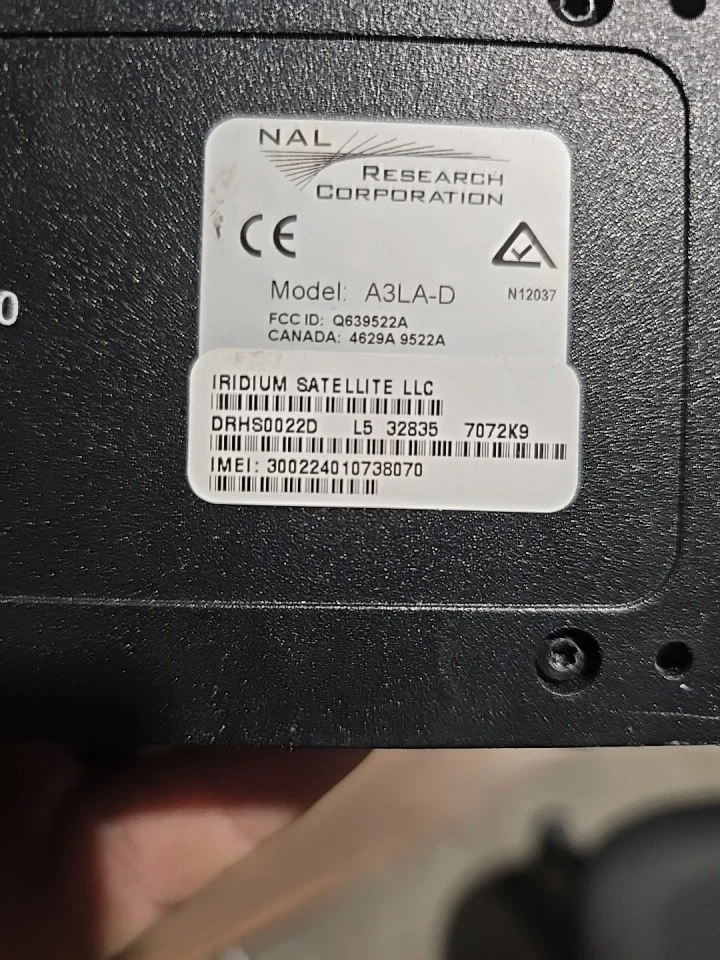 NAL
RESEARCH
CORPORATION
CE
N12037
Model: A3LA-D
FCC ID: Q639522A
CANADA: 4629A 9522A
0
IRIDIUM SATELLITE LLC
DRHS0022D L5 32835 7072K9
IMEI: 300224010738070